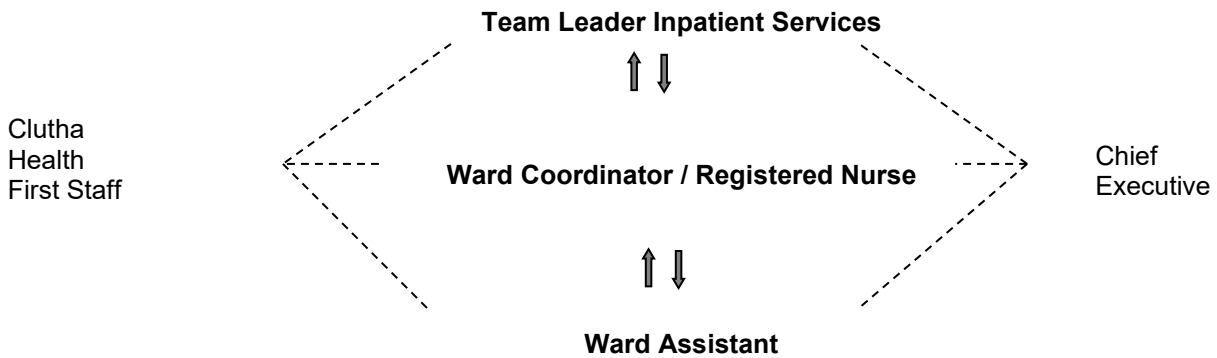 Team Leader Inpatient Services
Clutha
Health
First Staff
Ward Coordinator / Registered Nurse
Chief
Executive
Ward Assistant